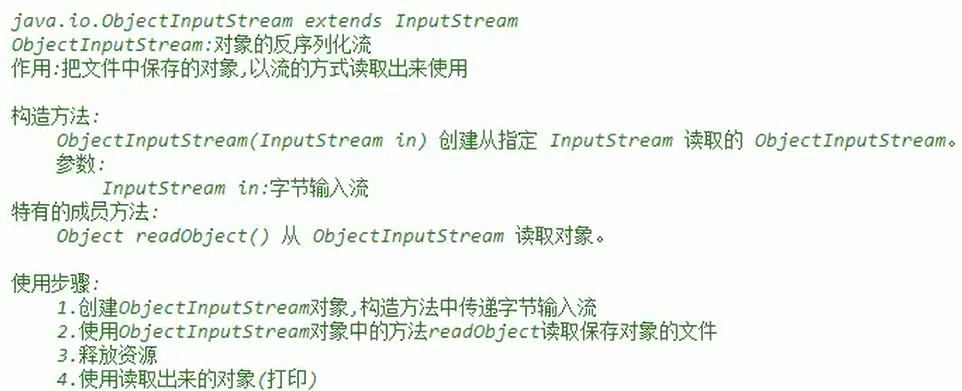 java.io.ObjectInputStream extends InputStream
ObjectInputStream:对象的反序列化流
作用:把文件中保存的对象,以流的方式读取出来使用
构造方法:
ObjectInputStream(InputStream in) 创建从指定 InputStream 读取的 ObjectInputStream。
参数:
InputStream in:字节输入流
特有的成员方法:
Object readObject() 从 ObjectInputStream 读取对象。
使用步骤:
1.创建ObjectInputStream对象,构造方法中传递字节输入流
2.使用ObjectInputStream对象中的方法readObject读取保存对象的文件
3.释放资源
4.使用读取出来的对象(打印)